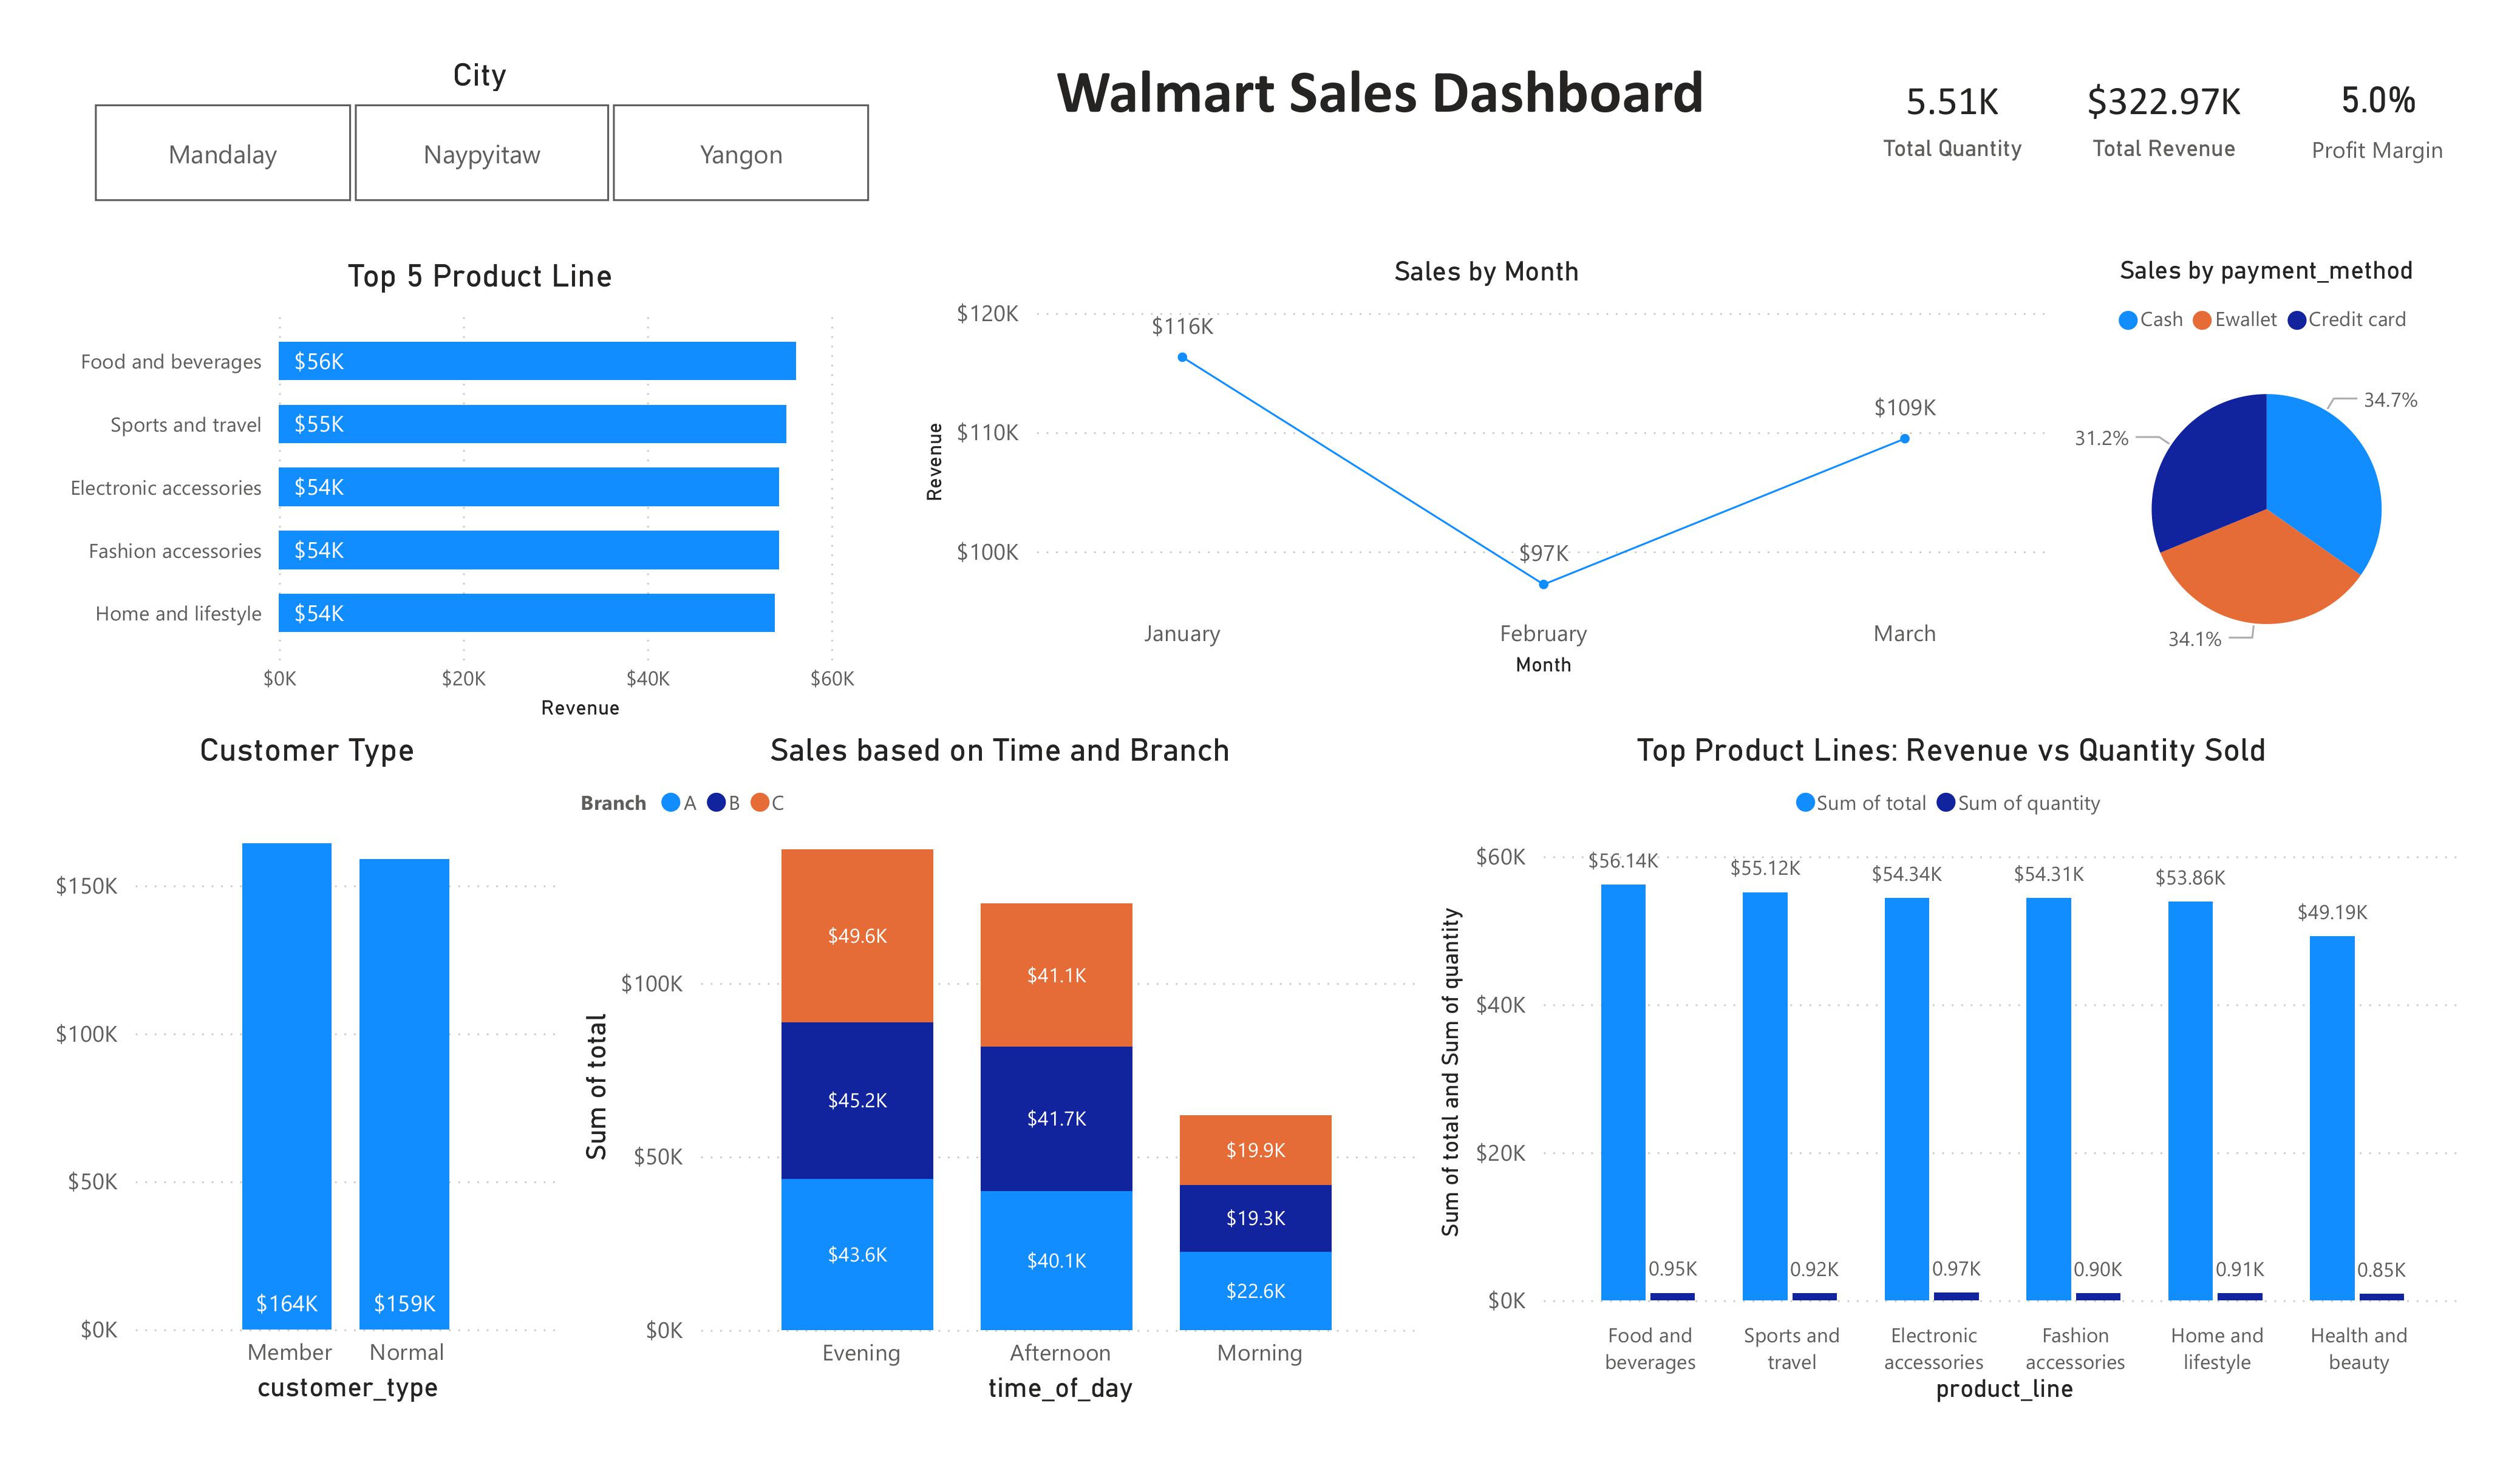 City
Mandalay
Naypyitaw
Yangon
Walmart Sales Dashboard
5.51K
Total Quantity
$322.97K
Total Revenue
5.0%
Profit Margin
Top 5 Product Line
Food and beverages
$56K
Sports and travel
$55K
Electronic accessories
$54K
Fashion accessories
$54K
Home and lifestyle
$54K
$0K
$20K
$40K
$60K
Revenue
Sales by Month
Revenue
$120K
$110K
$100K
$116K
$97K
$109K
January
February
March
Month
Sales by payment_method
Cash
Ewallet
Credit card
34.7%
31.2%
34.1%
Customer Type
$150K
$100K
$50K
$0K
$164K
$159K
Member
Normal
customer_type
Sales based on Time and Branch
Branch A B C
Sum of total
$100K
$50K
$0K
$49.6K
$45.2K
$43.6K
$41.1K
$41.7K
$40.1K
$19.9K
$19.3K
$22.6K
Evening
Afternoon
Morning
time_of_day
Top Product Lines: Revenue vs Quantity Sold
Sum of total
Sum of quantity
Sum of total and Sum of quantity
$60K
$40K
$20K
$0K
$56.14K
$55.12K
$54.34K
$54.31K
$53.86K
$49.19K
0.95K
0.92K
0.97K
0.90K
0.91K
0.85K
Food and
beverages
Sports and
travel
Electronic
accessories
Fashion
accessories
Home and
lifestyle
Health and
beauty
product_line